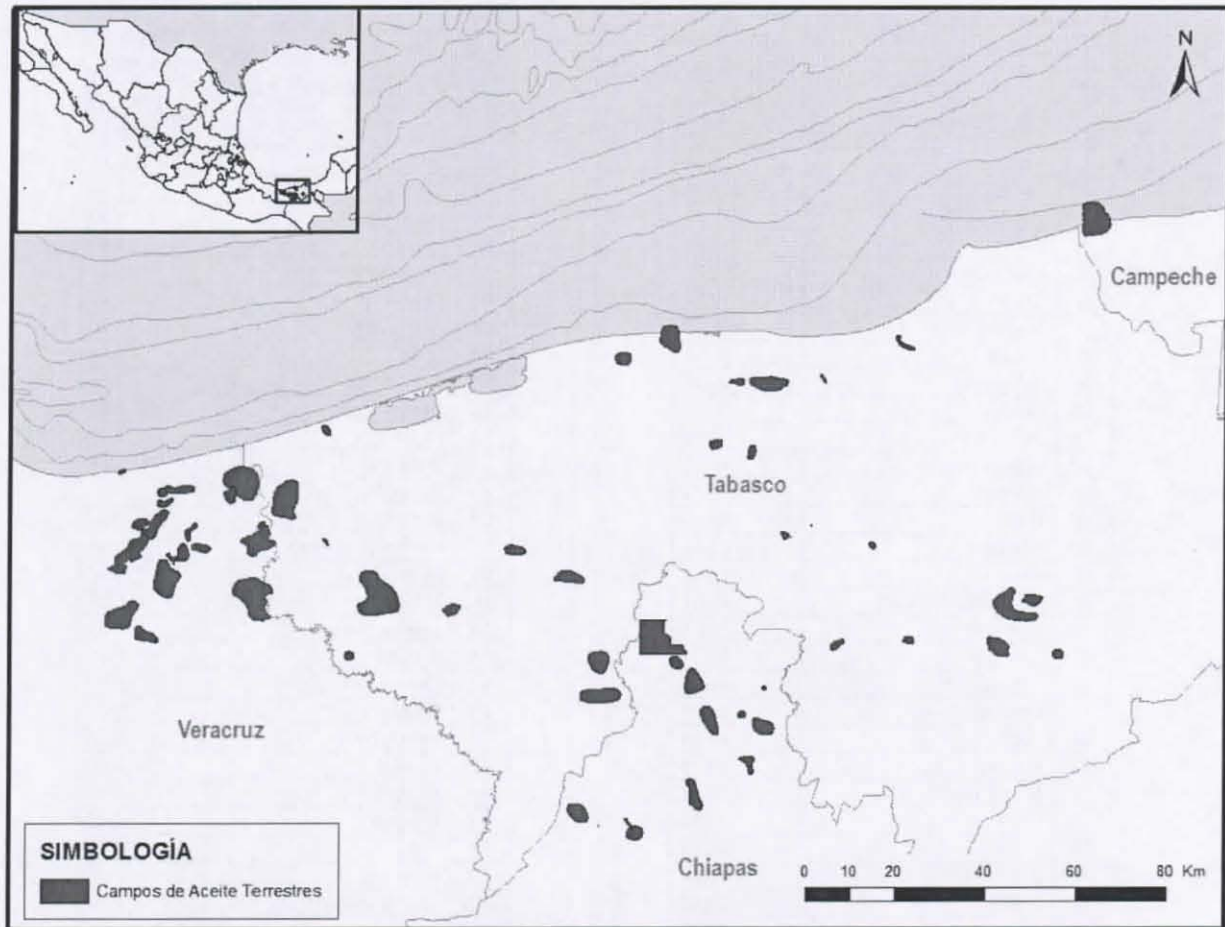 N
Campeche
Tabasco
Veracruz
Chiapas
SIMBOLOGÍA
Campos de Aceite Terrestres
0 10 20 40 60 80 Km